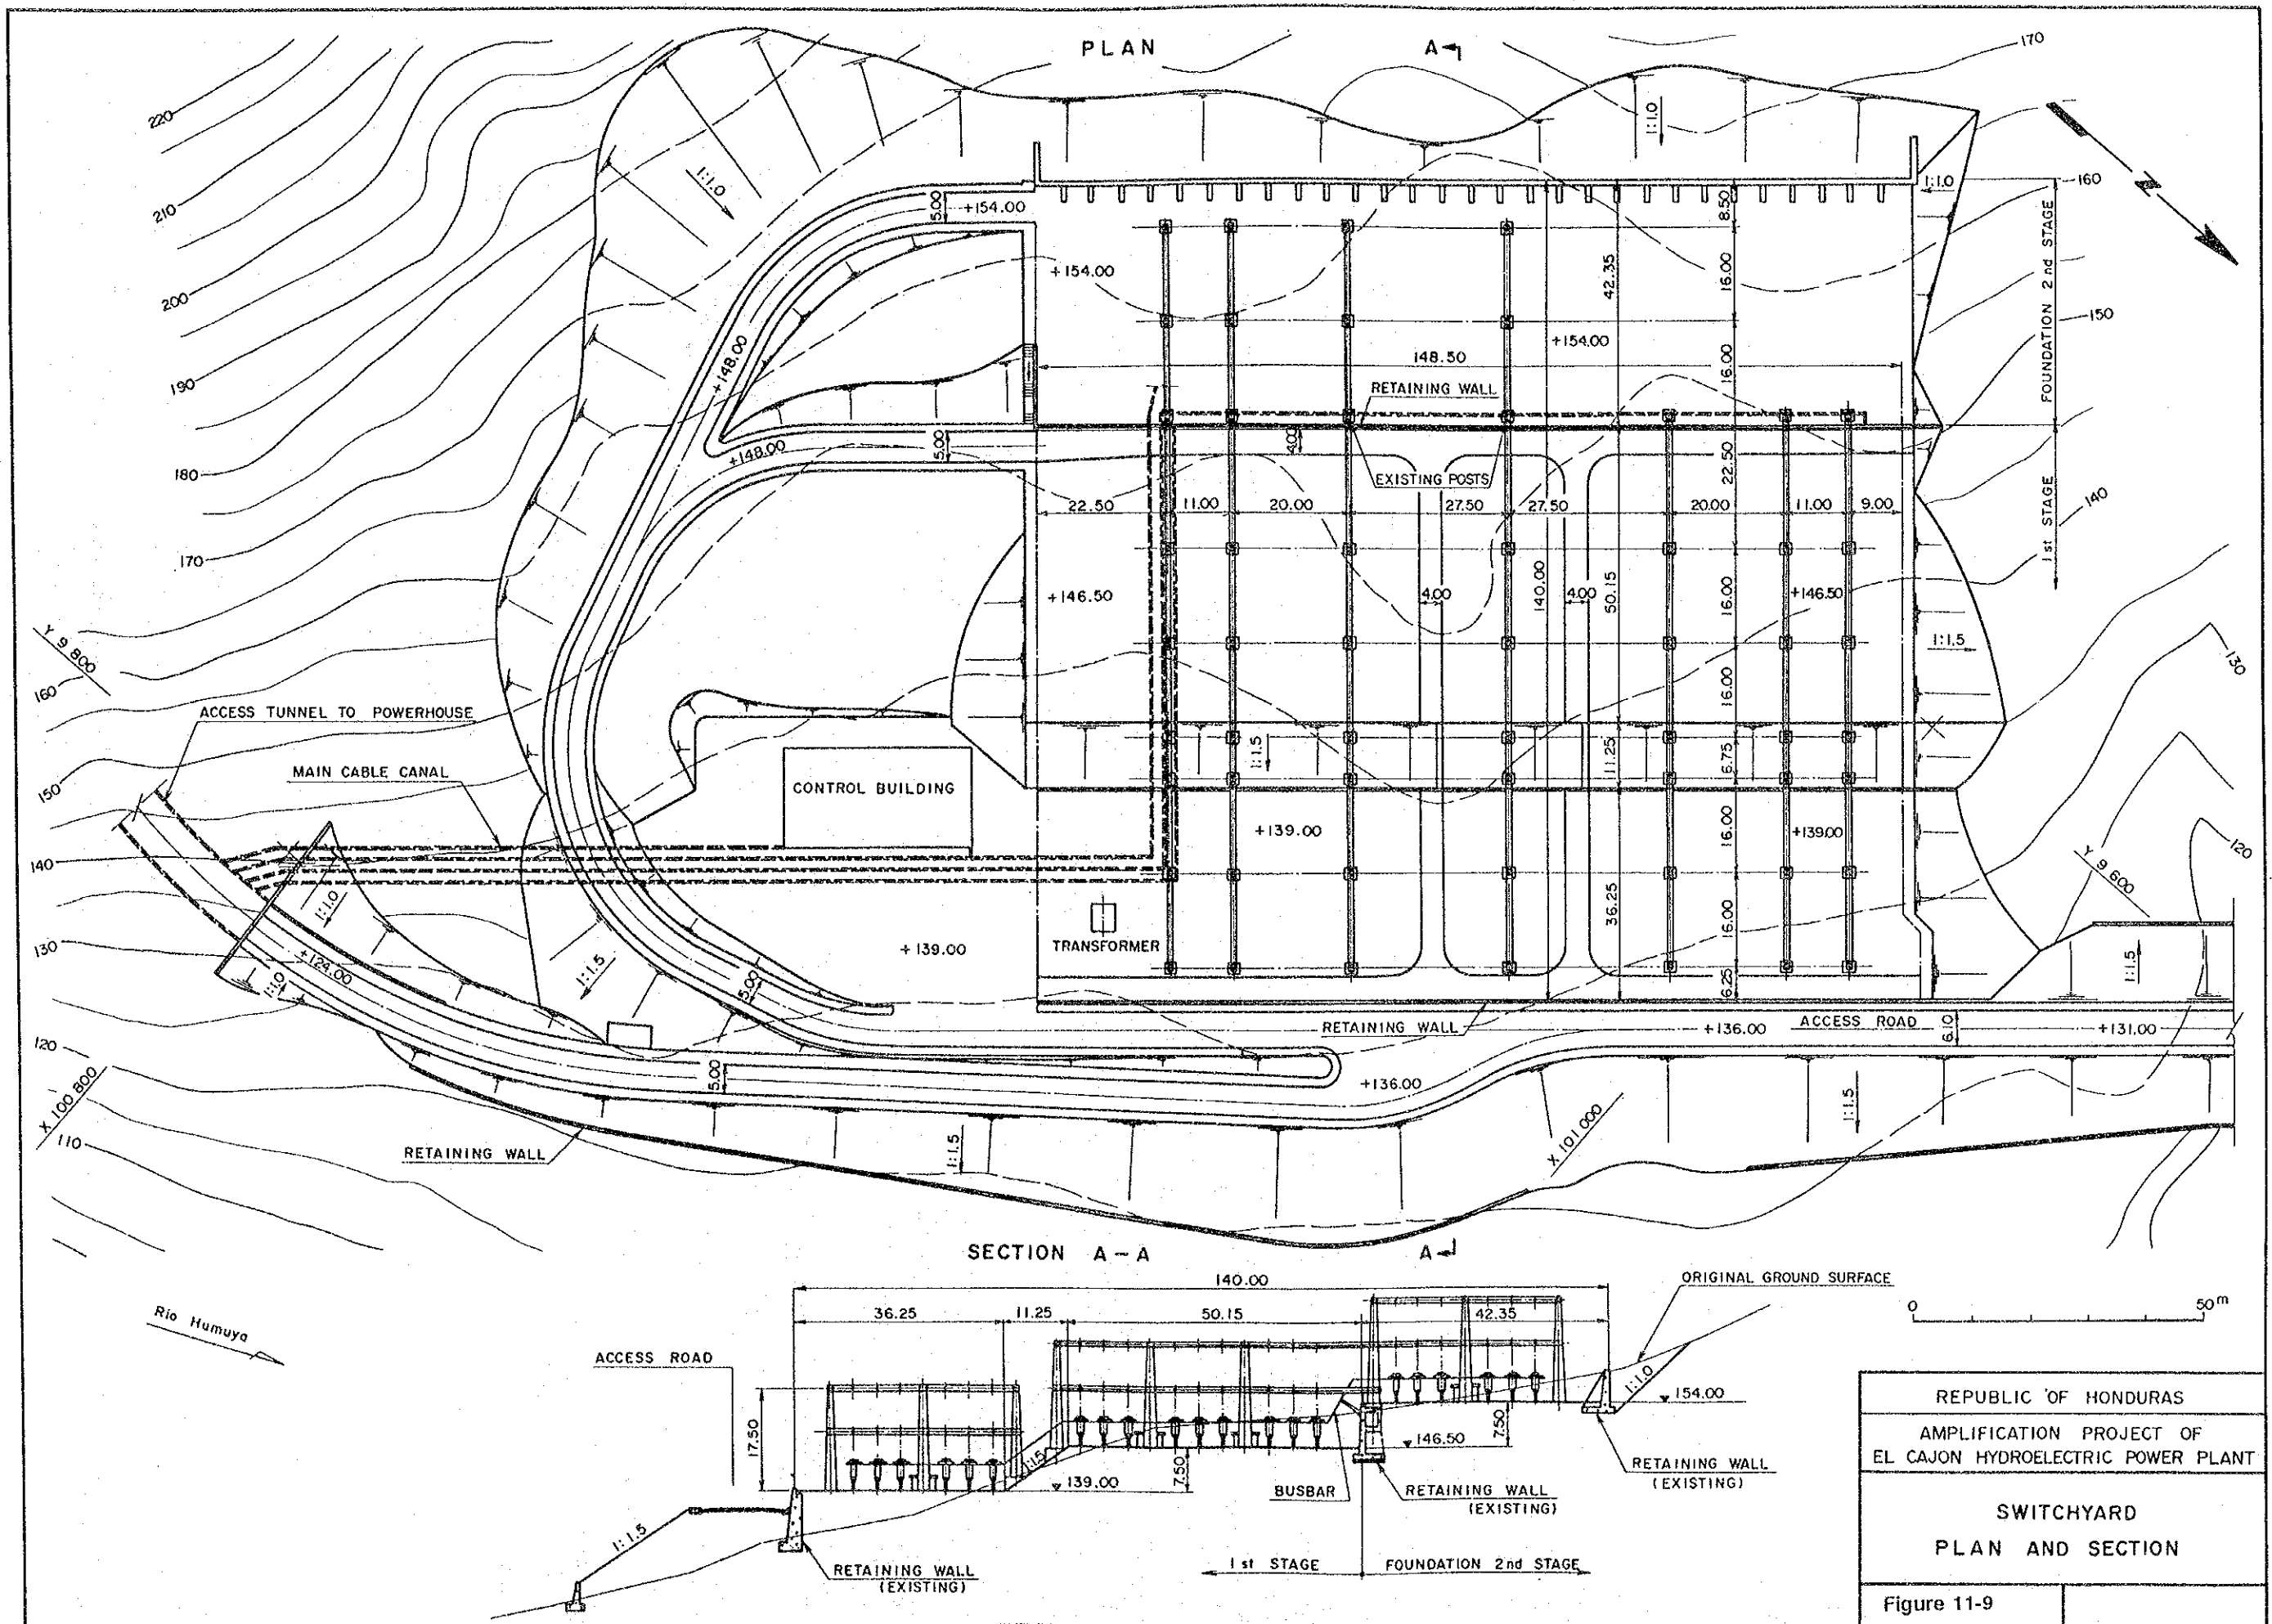 PLAN
A
170
220
210
200
190
180
170
160
150
140
130
120
110
1:1.0
1:1.0
1:1.0
N
160
150
140
130
120
5.00
+154.00
+154.00
+154.00
8.50
16.00
42.35
16.00
148.50
RETAINING WALL
FOUNDATION 2nd STAGE
1st STAGE
+148.00
+148.00
5.00
4.00
EXISTING POSTS
22.50
22.50
11.00
20.00
27.50
27.50
20.00
11.00
9.00
+146.50
4.00
140.00
4.00
50.15
16.00
+146.50
16.00
1:1.5
Y 9 800
ACCESS TUNNEL TO POWERHOUSE
MAIN CABLE CANAL
CONTROL BUILDING
1:1.5
11.25
6.75
+139.00
16.00
+139.00
Y 9 600
1:1.0
1:1.0
+124.00
1:1.5
+139.00
TRANSFORMER
36.25
16.00
6.25
1:1.5
5.00
RETAINING WALL
+136.00
ACCESS ROAD
6.10
+131.00
5.00
+136.00
X 100 800
RETAINING WALL
1:1.5
X 101 000
1:1.5
SECTION A-A
A
140.00
ORIGINAL GROUND SURFACE
0
50m
Río Humuya
36.25
11.25
50.15
42.35
ACCESS ROAD
1:1.0
154.00
17.50
1:1.5
146.50
7.50
139.00
7.50
BUSBAR
RETAINING WALL
(EXISTING)
RETAINING WALL
(EXISTING)
1:1.5
RETAINING WALL
(EXISTING)
1st STAGE
FOUNDATION 2nd STAGE
REPUBLIC OF HONDURAS
AMPLIFICATION PROJECT OF
EL CAJON HYDROELECTRIC POWER PLANT
SWITCHYARD
PLAN AND SECTION
Figure 11-9